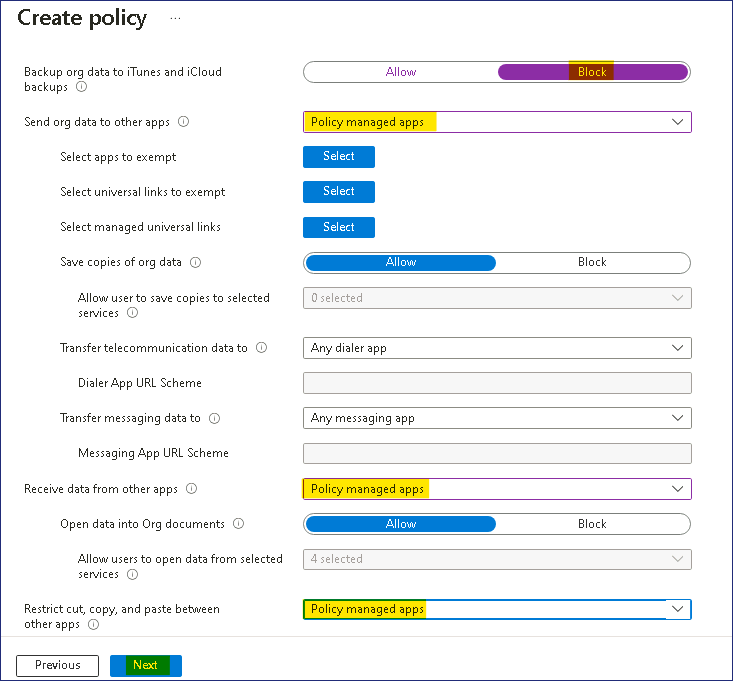 Create policy ...
Backup org data to iTunes and iCloud
backups
Allow
Block
Send org data to other apps
Policy managed apps
Select apps to exempt
Select
Select universal links to exempt
Select
Select managed universal links
Select
Save copies of org data
Allow
Block
Allow user to save copies to selected
services
0 selected
Transfer telecommunication data to
Any dialer app
Dialer App URL Scheme
Transfer messaging data to
Any messaging app
Messaging App URL Scheme
Receive data from other apps
Policy managed apps
Open data into Org documents
Allow
Block
Allow users to open data from selected
services
4 selected
Restrict cut, copy, and paste between
other apps
Policy managed apps
Previous
Next